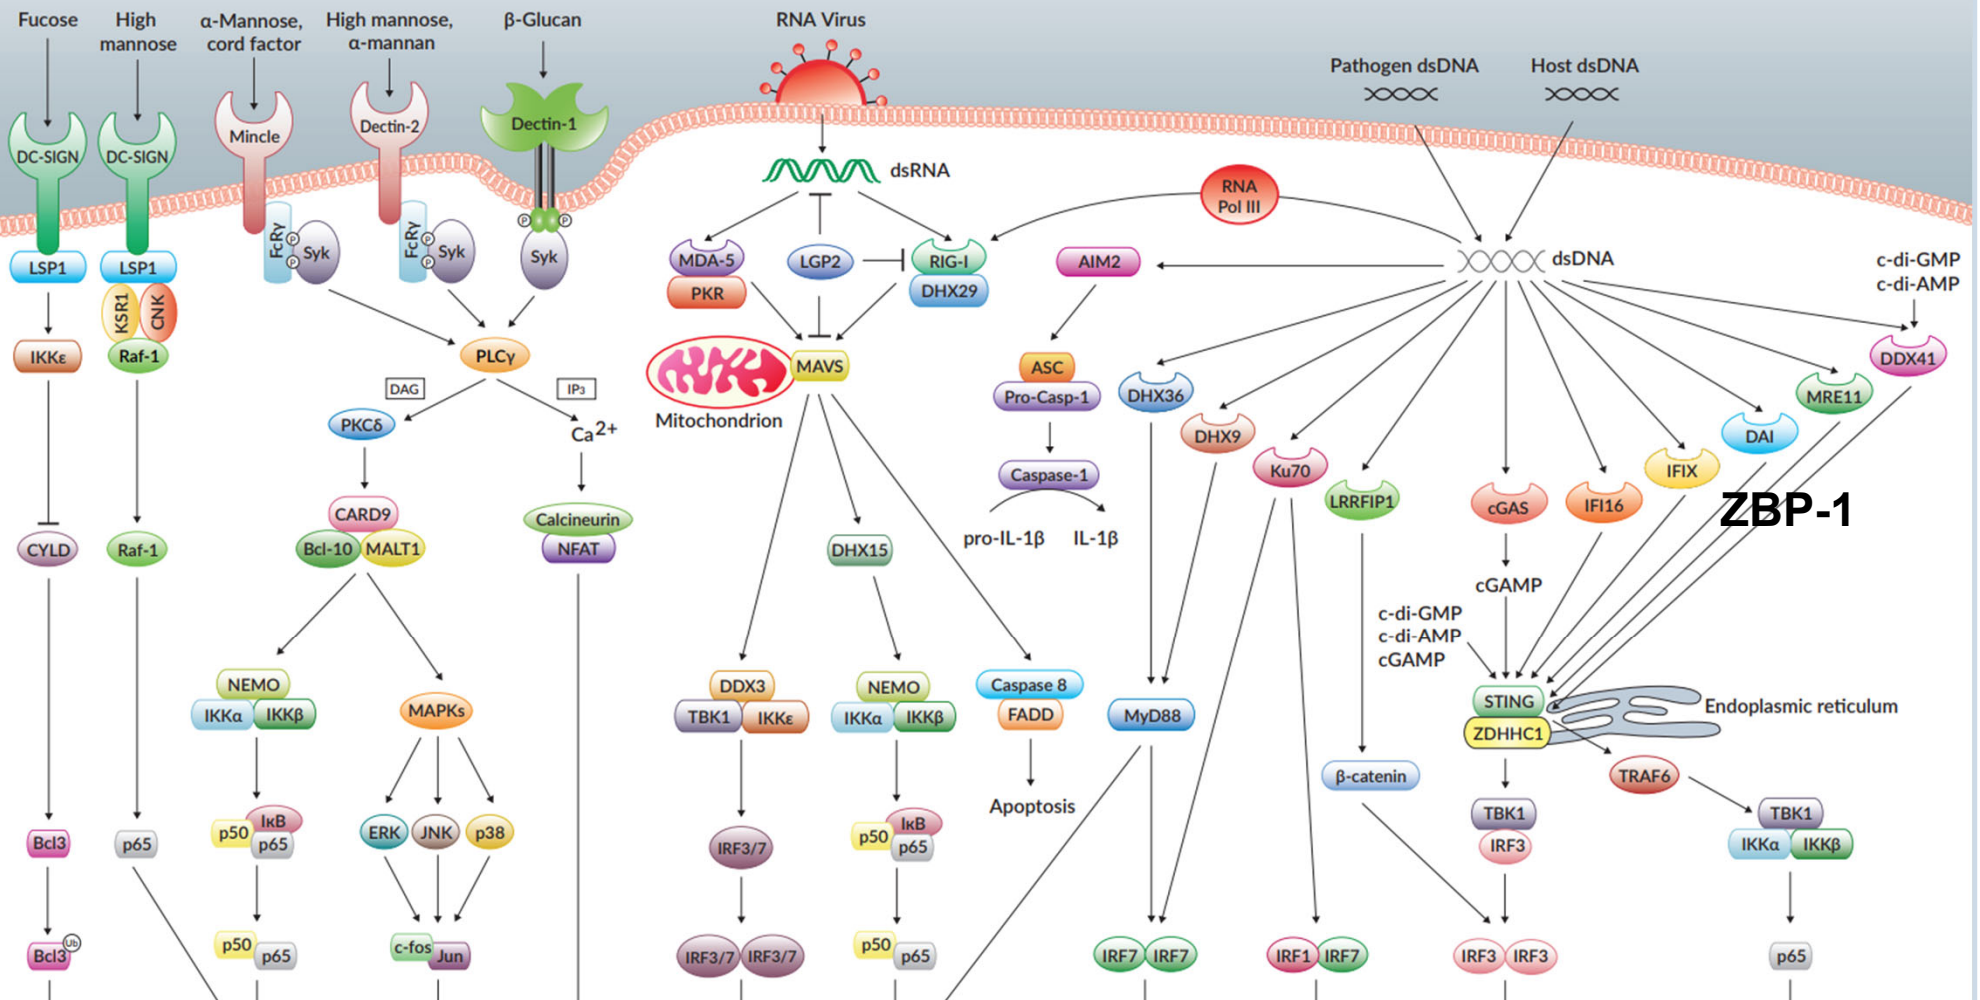 Fucose
High
mannose
α-Mannose,
cord factor
High mannose,
α-mannan
β-Glucan
RNA Virus
Pathogen dsDNA
Host dsDNA
DC-SIGN
DC-SIGN
Mincle
Dectin-2
Dectin-1
dsRNA
RNA
Pol III
FcRγ
P
P
Syk
FcRγ
P
P
Syk
P
P
Syk
LSP1
LSP1
KSR1
CNK
MDA-5
PKR
LGP2
RIG-I
DHX29
AIM2
dsDNA
c-di-GMP
c-di-AMP
IKKε
Raf-1
PLCγ
MAVS
Mitochondrion
ASC
Pro-Casp-1
DHX36
DDX41
DAG
IP3
MRE11
PKCδ
Ca2+
DHX9
DAI
Caspase-1
Ku70
IFIX
LRRFIP1
cGAS
IFI16
ZBP-1
CARD9
Bcl-10
MALT1
Calcineurin
NFAT
CYLD
Raf-1
DHX15
pro-IL-1β
IL-1β
cGAMP
c-di-GMP
c-di-AMP
cGAMP
NEMO
IKKα
IKKβ
MAPKs
DDX3
TBK1
IKKε
NEMO
IKKα
IKKβ
Caspase 8
FADD
MyD88
STING
ZDHHC1
Endoplasmic reticulum
β-catenin
TRAF6
Apoptosis
TBK1
IRF3
TBK1
IKKα
IKKβ
Bcl3
p65
p50
IκB
p65
ERK
JNK
p38
IRF3/7
p50
IκB
p65
Bcl3
Ub
p50
p65
c-fos
Jun
IRF3/7
IRF3/7
p50
p65
IRF7
IRF7
IRF1
IRF7
IRF3
IRF3
p65